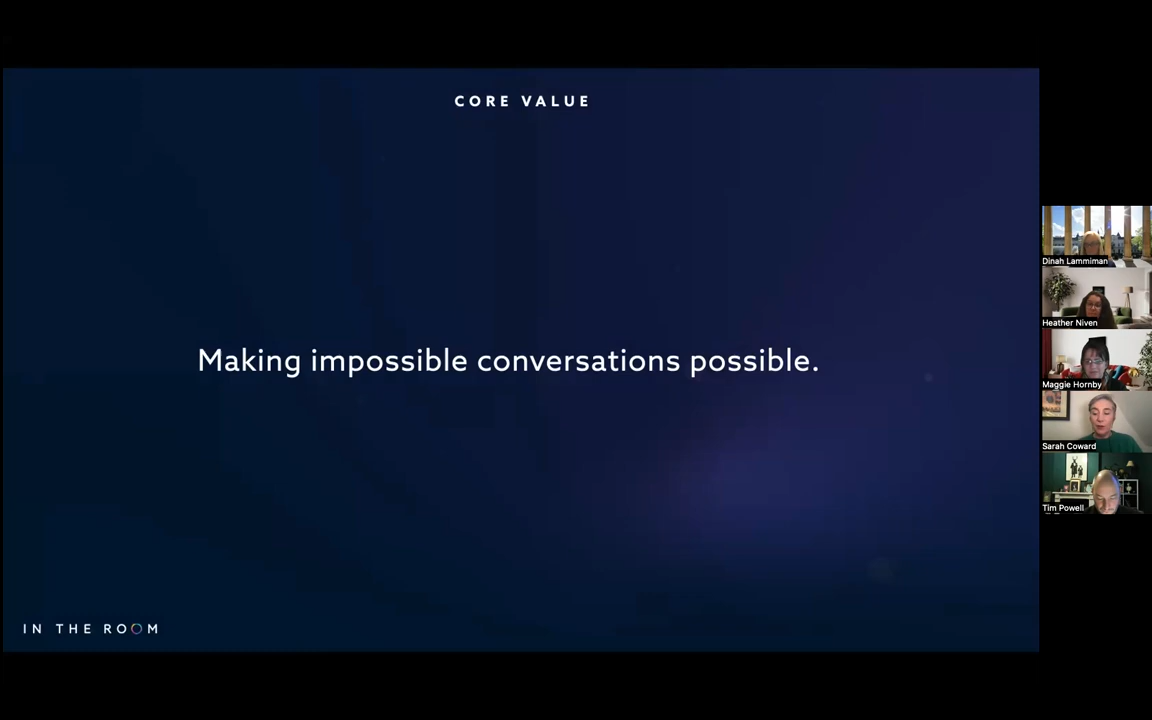 CORE VALUE
Making impossible conversations possible.
IN THE ROOM
Dinah Lammiman
Heather Niven
Maggie Hornby
Sarah Coward
Tim Powell